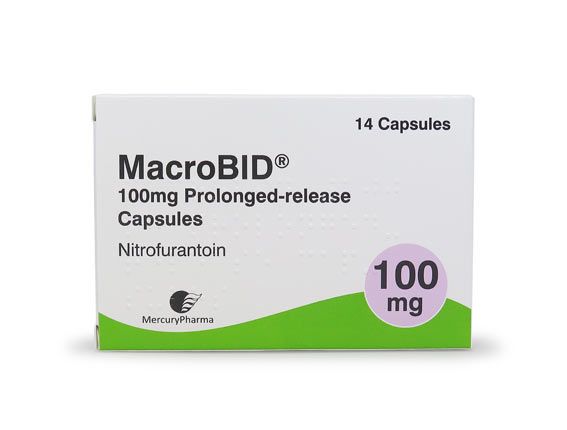 14 Capsules
MacroBID®
100mg Prolonged-release
Capsules
Nitrofurantoin
100
mg
MercuryPharma